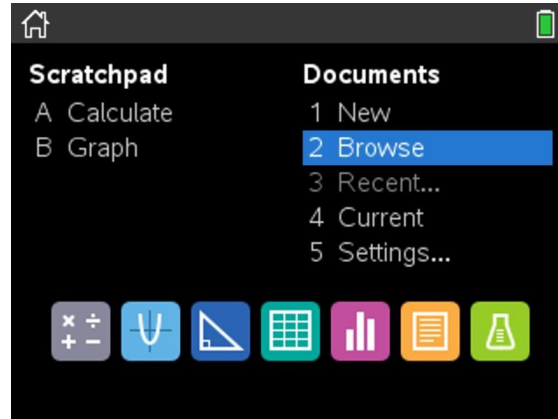 Scratchpad
A Calculate
B Graph
Documents
1 New
2 Browse
3 Recent...
4 Current
5 Settings...